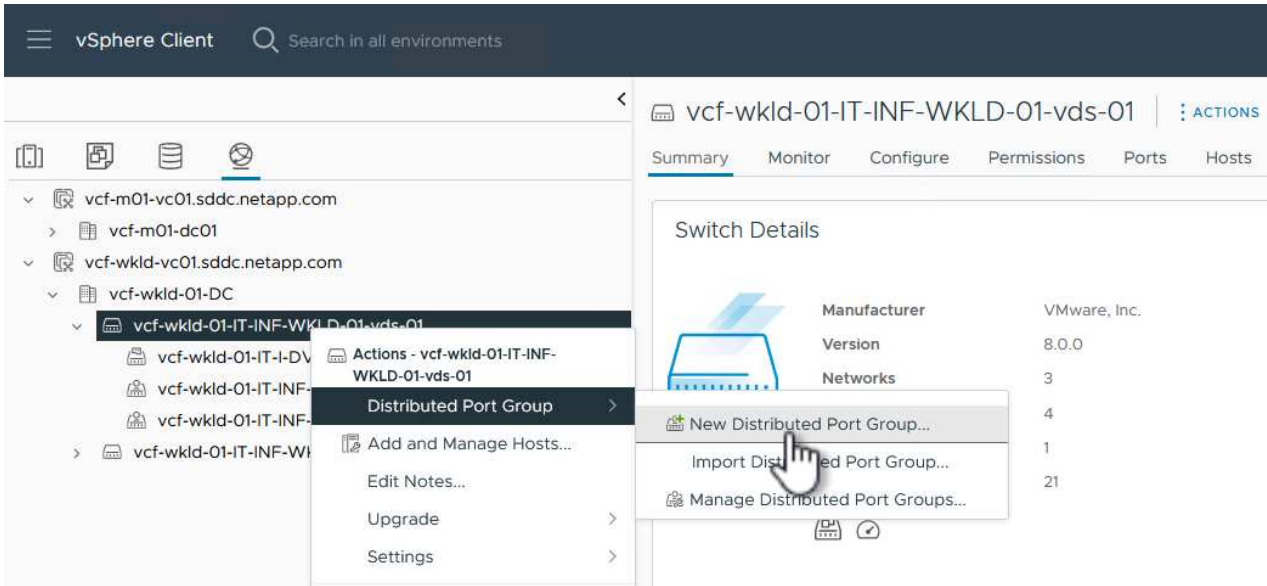 vSphere Client
Search in all environments
vcf-wkld-01-IT-INF-WKLD-01-vds-01
ACTIONS
Summary Monitor Configure Permissions Ports Hosts
vcf-m01-vc01.sddc.netapp.com
vcf-m01-dc01
vcf-wkld-vc01.sddc.netapp.com
vcf-wkld-01-DC
vcf-wkld-01-IT-INF-WKLD-01-vds-01
vcf-wkld-01-IT-I-DV
vcf-wkld-01-IT-INF-
vcf-wkld-01-IT-INF-
vcf-wkld-01-IT-INF-WI
Actions - vcf-wkld-01-IT-INF-
WKLD-01-vds-01
Distributed Port Group
Add and Manage Hosts...
Edit Notes...
Upgrade
Settings
New Distributed Port Group...
Import Distributed Port Group...
Manage Distributed Port Groups...
Switch Details
Manufacturer VMware, Inc.
Version 8.0.0
Networks 3
4
1
21